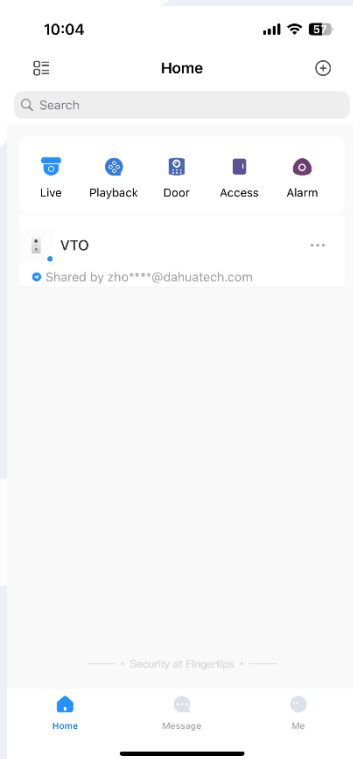 10:04
57
Home
Search
Live Playback Door Access Alarm
VTO
Shared by zho****@dahuatech.com
Security at Fingertips
Home Message Me